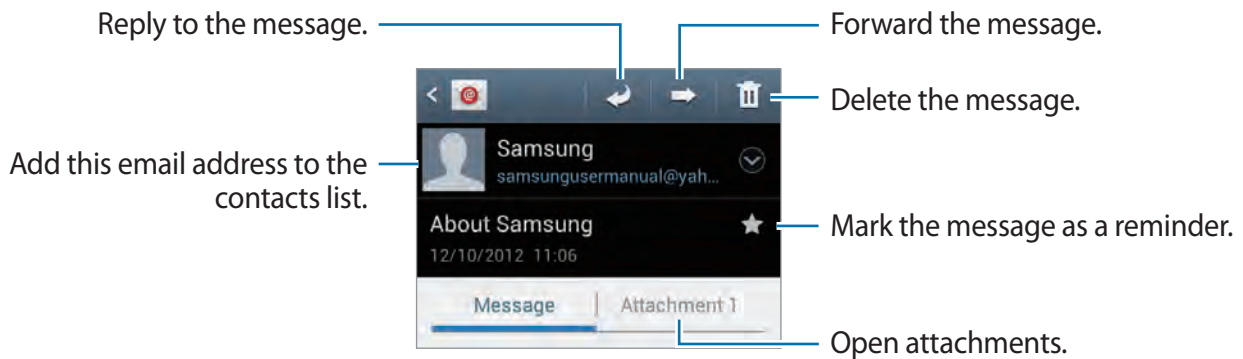 Reply to the message.
Forward the message.
Delete the message.
Samsung
samsungusermanual@yah...
Add this email address to the
contacts list.
About Samsung
Mark the message as a reminder.
12/10/2012 11:06
Message
Attachment 1
Open attachments.